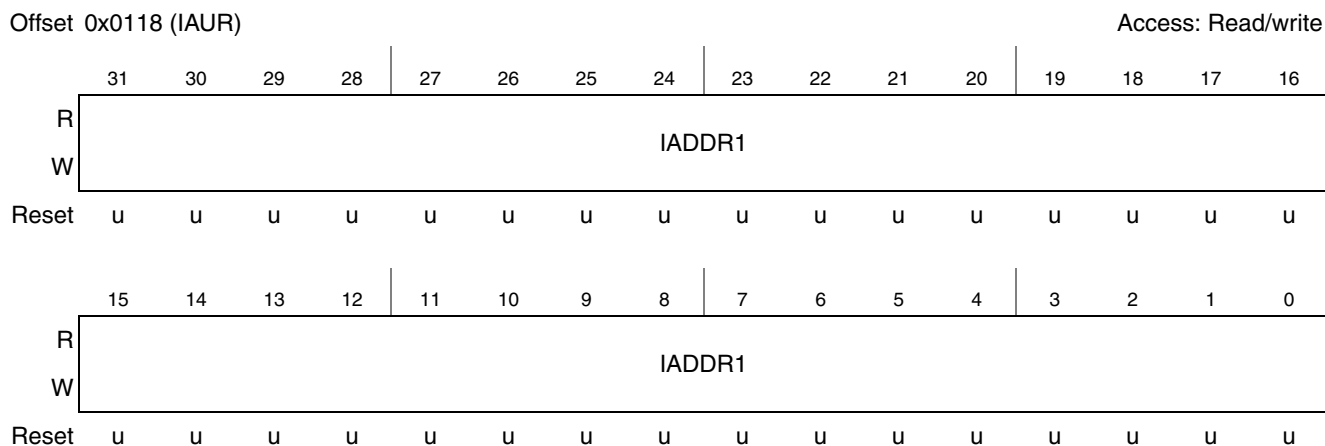 Offset 0x0118 (IAUR) Access: Read/write
31 30 29 28 27 26 25 24 23 22 21 20 19 18 17 16
R
IADDR1
W
Reset u u u u u u u u u u u u u u u u
15 14 13 12 11 10 9 8 7 6 5 4 3 2 1 0
R
IADDR1
W
Reset u u u u u u u u u u u u u u u u